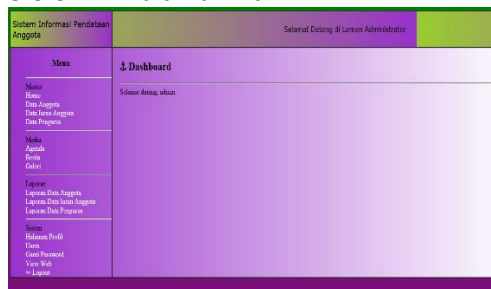 Sistem Informasi Pendataan
Anggota
Selamat Datang di Laman Administrator
Menu
Master
Home
Data Anggota
Data Iuran Anggota
Data Pengurus
Media
Agenda
Berita
Galeri
Laporan
Laporan Data Anggota
Laporan Data Iuran Anggota
Laporan Data Pengurus
Sistem
Halaman Profil
Users
Ganti Password
View Web
Logout
Dashboard
Selamat datang, admin